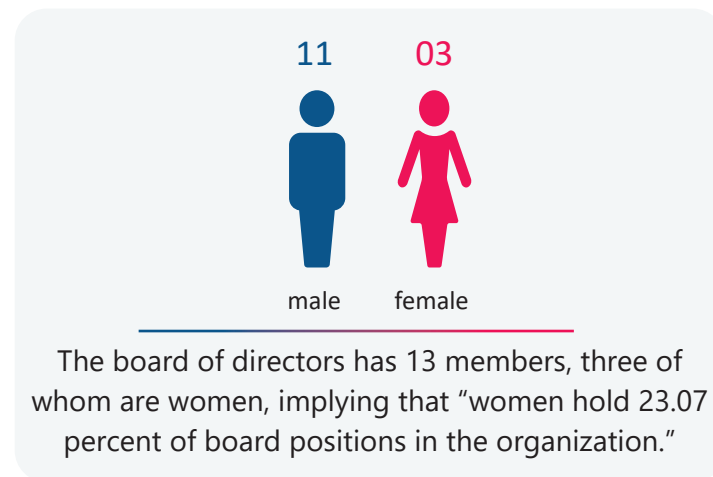 11 03
male female
The board of directors has 13 members, three of
whom are women, implying that “women hold 23.07
percent of board positions in the organization.”